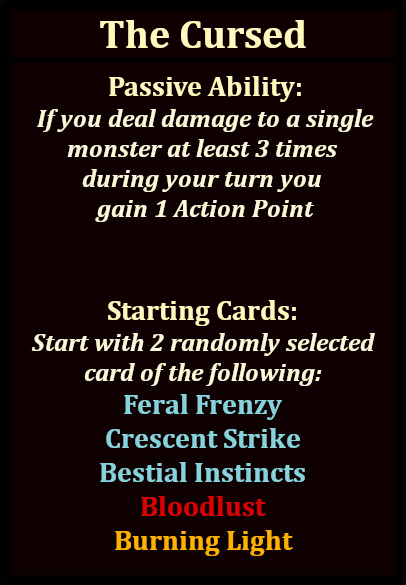 The Cursed
Passive Ability:
If you deal damage to a single
monster at least 3 times
during your turn you
gain 1 Action Point
Starting Cards:
Start with 2 randomly selected
card of the following:
Feral Frenzy
Crescent Strike
Bestial Instincts
Bloodlust
Burning Light